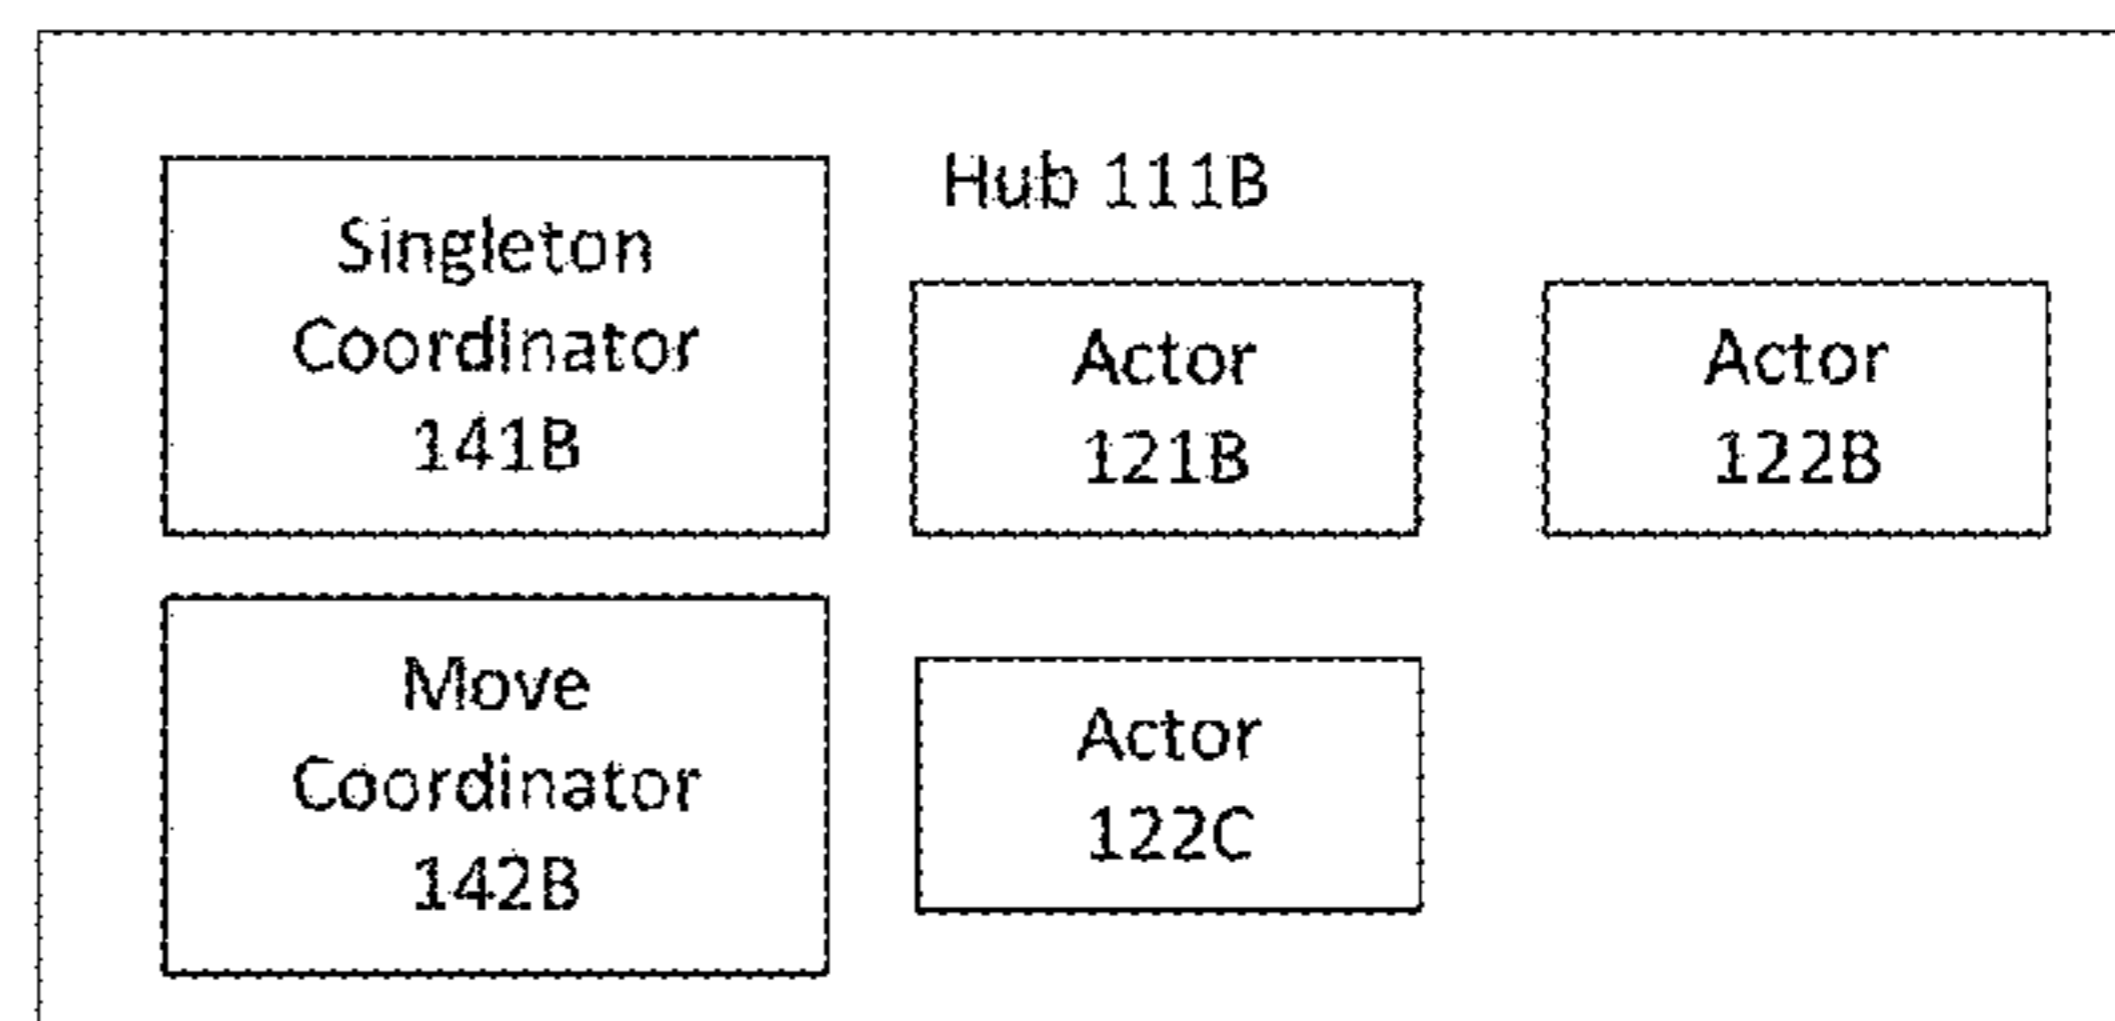 Singleton
Coordinator
141B
Hub 111B
Actor
121B
Actor
122B
Move
Coordinator
142B
Actor
122C